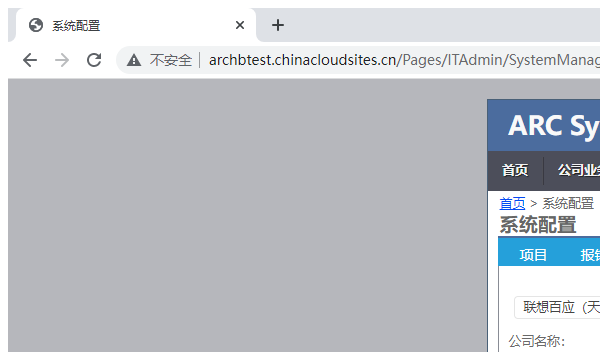 系统配置
不安全 archbtest.chinacloudsites.cn/Pages/ITAdmin/SystemManag
ARC Sy
首页 公司业务
首页 > 系统配置
系统配置
项目 报销
联想百应（天
公司名称: